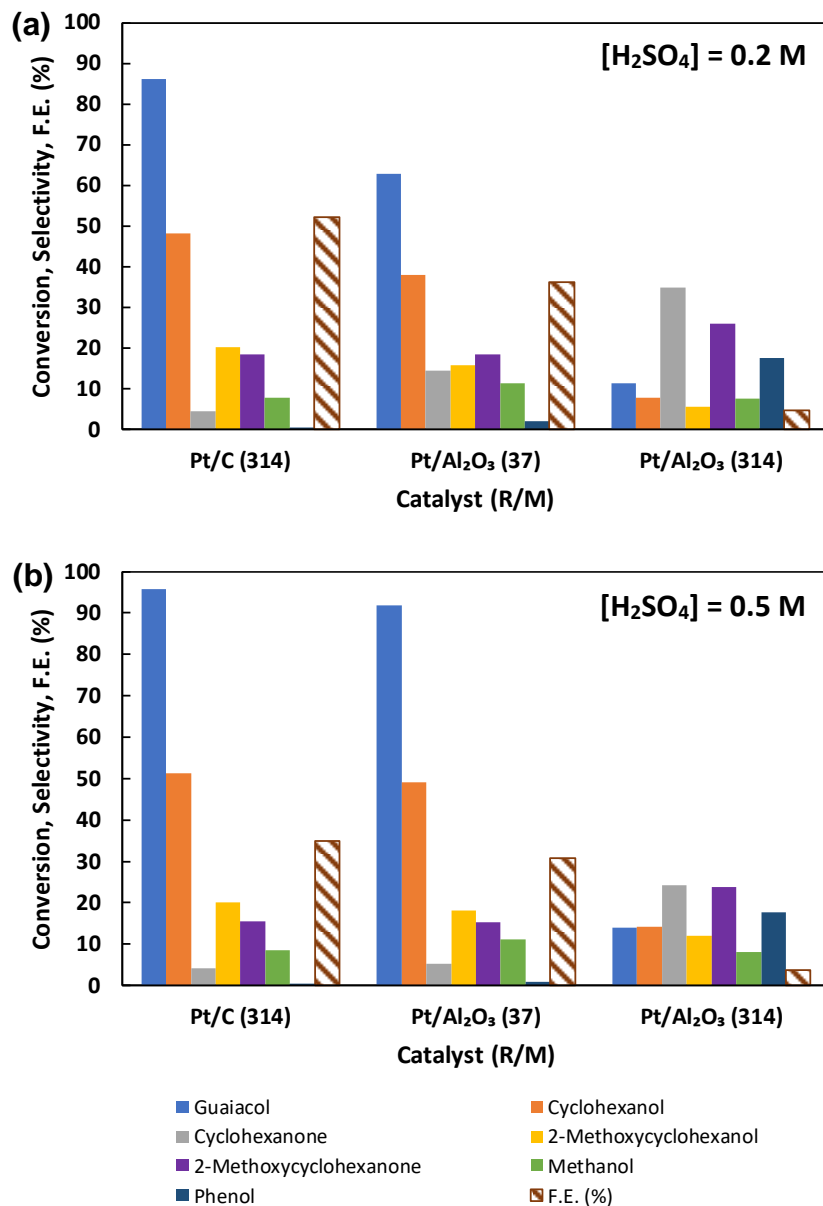 (a)
[H₂SO₄] = 0.2 M
Conversion, Selectivity, F.E. (%)
100
90
80
70
60
50
40
30
20
10
0
Pt/C (314) Pt/Al₂O₃ (37) Pt/Al₂O₃ (314)
Catalyst (R/M)
(b)
[H₂SO₄] = 0.5 M
Conversion, Selectivity, F.E. (%)
100
90
80
70
60
50
40
30
20
10
0
Pt/C (314) Pt/Al₂O₃ (37) Pt/Al₂O₃ (314)
Catalyst (R/M)
Guaiacol Cyclohexanol
Cyclohexanone 2-Methoxycyclohexanol
2-Methoxycyclohexanone Methanol
Phenol F.E. (%)